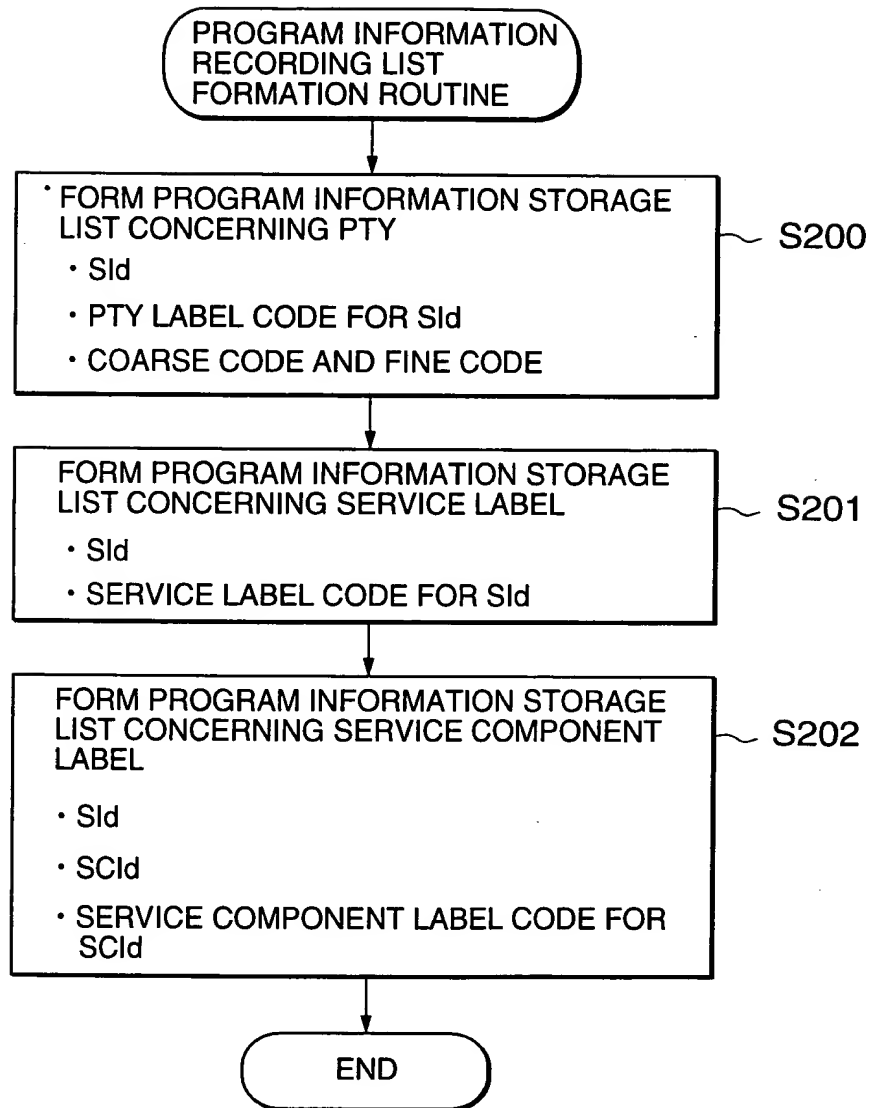 PROGRAM INFORMATION
RECORDING LIST
FORMATION ROUTINE
FORM PROGRAM INFORMATION STORAGE
LIST CONCERNING PTY
・SId
・PTY LABEL CODE FOR SId
・COARSE CODE AND FINE CODE
S200
FORM PROGRAM INFORMATION STORAGE
LIST CONCERNING SERVICE LABEL
・SId
・SERVICE LABEL CODE FOR SId
S201
FORM PROGRAM INFORMATION STORAGE
LIST CONCERNING SERVICE COMPONENT
LABEL
・SId
・SCId
・SERVICE COMPONENT LABEL CODE FOR
SCId
S202
END